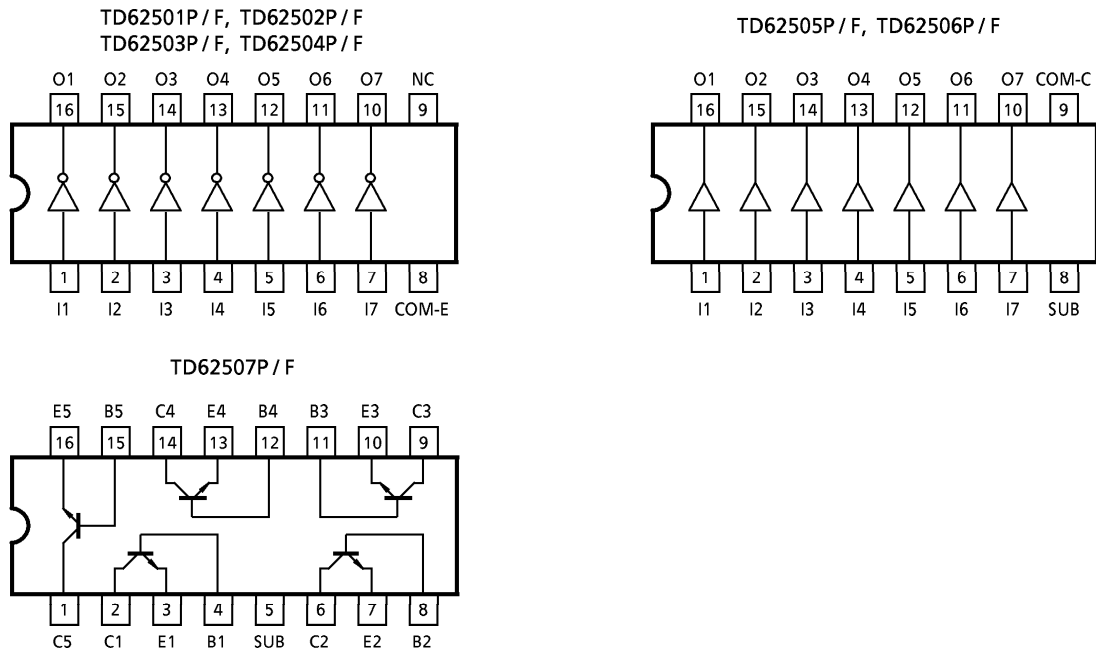 TD62501P / F, TD62502P / F
TD62503P / F, TD62504P / F
O1 O2 O3 O4 O5 O6 O7 NC
16 15 14 13 12 11 10 9
1 2 3 4 5 6 7 8
I1 I2 I3 I4 I5 I6 I7 COM-E
TD62505P / F, TD62506P / F
O1 O2 O3 O4 O5 O6 O7 COM-C
16 15 14 13 12 11 10 9
1 2 3 4 5 6 7 8
I1 I2 I3 I4 I5 I6 I7 SUB
TD62507P / F
E5 B5 C4 E4 B4 B3 E3 C3
16 15 14 13 12 11 10 9
1 2 3 4 5 6 7 8
C5 C1 E1 B1 SUB C2 E2 B2